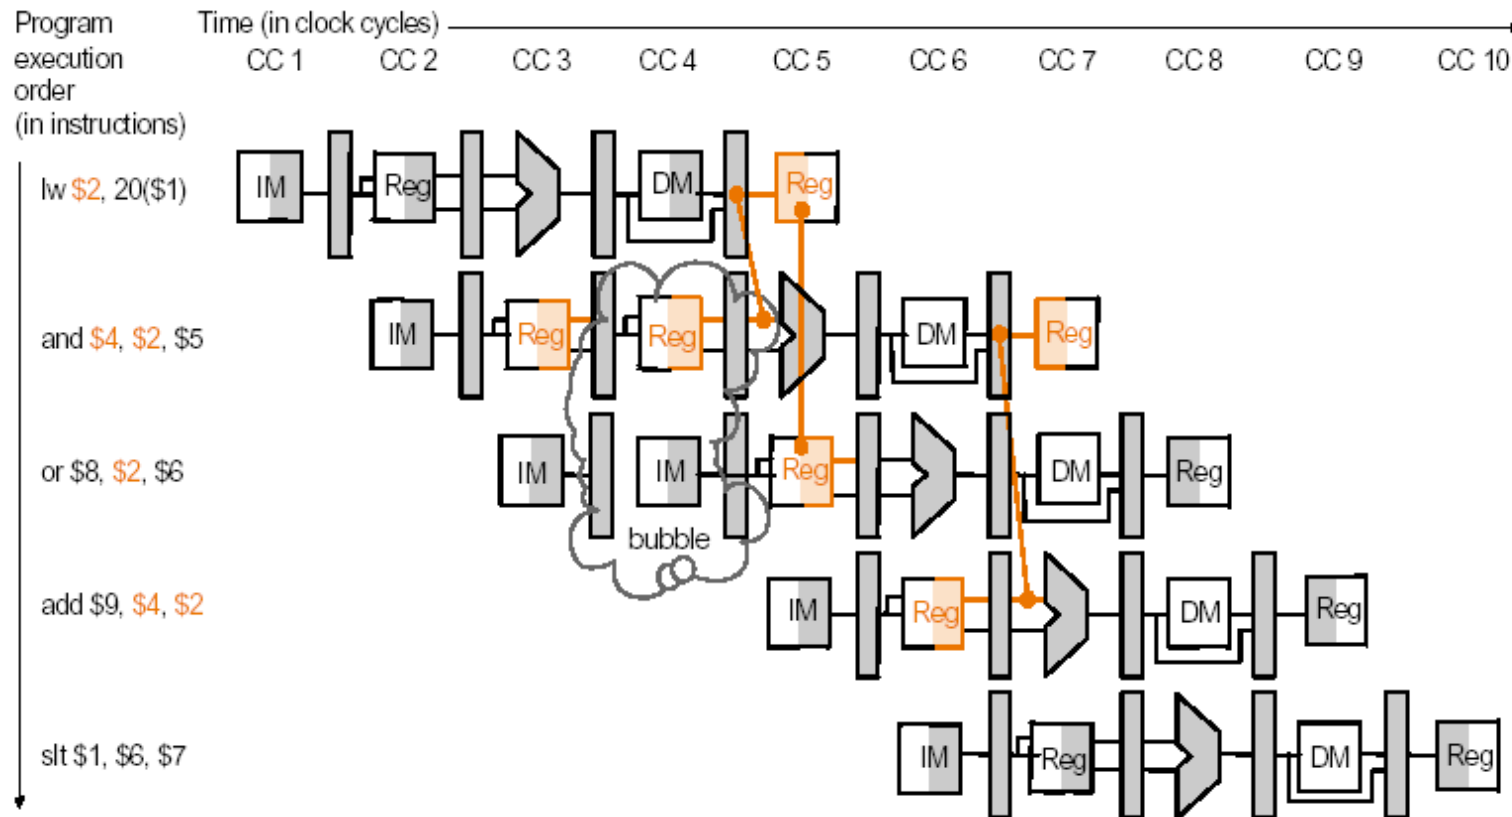 Program Time (in clock cycles)
execution CC 1 CC 2 CC 3 CC 4 CC 5 CC 6 CC 7 CC 8 CC 9 CC 10
order
(in instructions)
lw $2, 20($1) IM Reg DM Reg
and $4, $2, $5 IM Reg Reg DM Reg
or $8, $2, $6 IM IM Reg DM Reg
bubble
add $9, $4, $2 IM Reg DM Reg
slt $1, $6, $7 IM Reg DM Reg